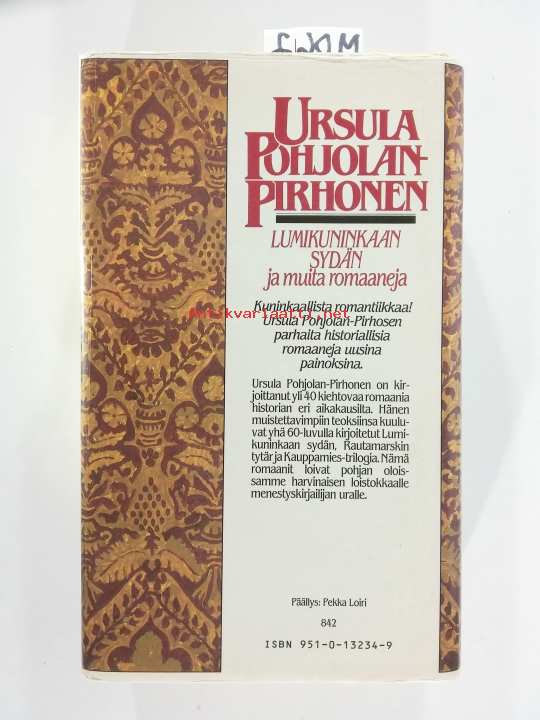 URSULA
POHJOLAN-
PIRHONEN
LUMIKUNINKAAN
SYDÄN
ja muita romaaneja
Kuninkaallista romantiikkaa!
Antikvariaatti.net
Ursula Pohjolan-Pirhosen
parhaita historiallisia
romaaneja uusina
painoksina.
Ursula Pohjolan-Pirhonen on kir-
joittanut yli 40 kiehtovaa romaania
historian eri aikakausilta. Hänen
muistettavimpiin teoksiinsa kuulu-
vat yhä 60-luvulla kirjoitetut Lumi-
kuninkaan sydän, Rautamarskin
tytär ja Kauppamies-trilogia. Nämä
romaanit loivat pohjan olois-
samme harvinaisen loistokkaalle
menestyskirjailijan uralle.
Päällys: Pekka Loiri
842
ISBN 951-0-13234-9